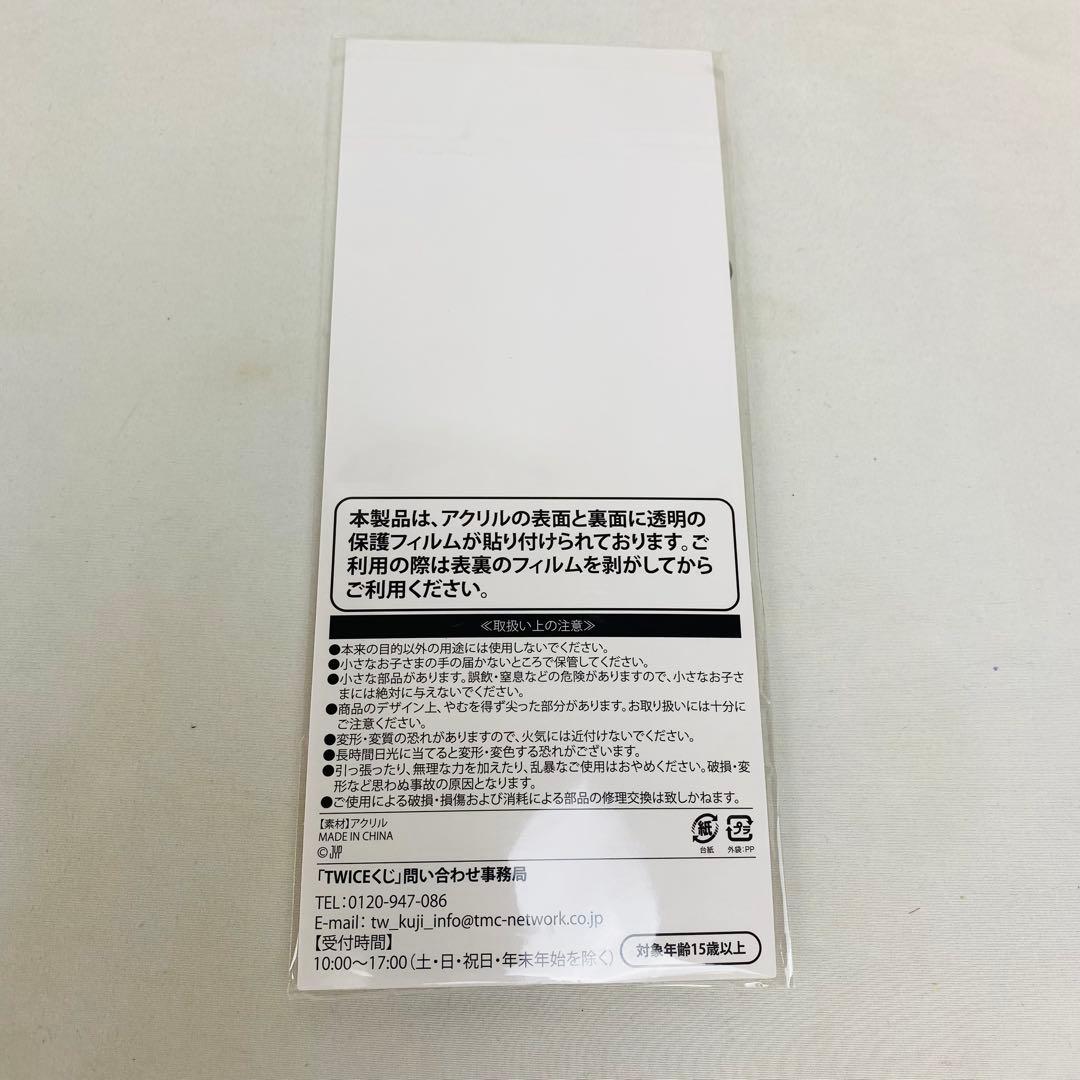 本製品は、アクリルの表面と裏面に透明の
保護フィルムが貼り付けられております。ご
利用の際は表裏のフィルムを剥がしてから
ご利用ください。
≪取扱い上の注意≫
●本来の目的以外の用途には使用しないでください。
●小さなお子さまの手の届かないところで保管してください。
●小さな部品があります。誤飲・窒息などの危険がありますので、小さなお子さ
まには絶対に与えないでください。
●商品のデザイン上、やむを得ず尖った部分があります。お取り扱いには十分に
ご注意ください。
●変形・変質の恐れがありますので、火気には近付けないでください。
●長時間日光に当てると変形・変色する恐れがございます。
●引っ張ったり、無理な力を加えたり、乱暴なご使用はおやめください。破損・変
形など思わぬ事故の原因となります。
●ご使用による破損・損傷および消耗による部品の修理交換は致しかねます。
【素材】アクリル
MADE IN CHINA
© JYP
紙
台紙
プラ
外袋:PP
「TWICEくじ」問い合わせ事務局
TEL:0120-947-086
E-mail: tw_kuji_info@tmc-network.co.jp
【受付時間】
10:00～17:00(土・日・祝日・年末年始を除く)
対象年齢15歳以上